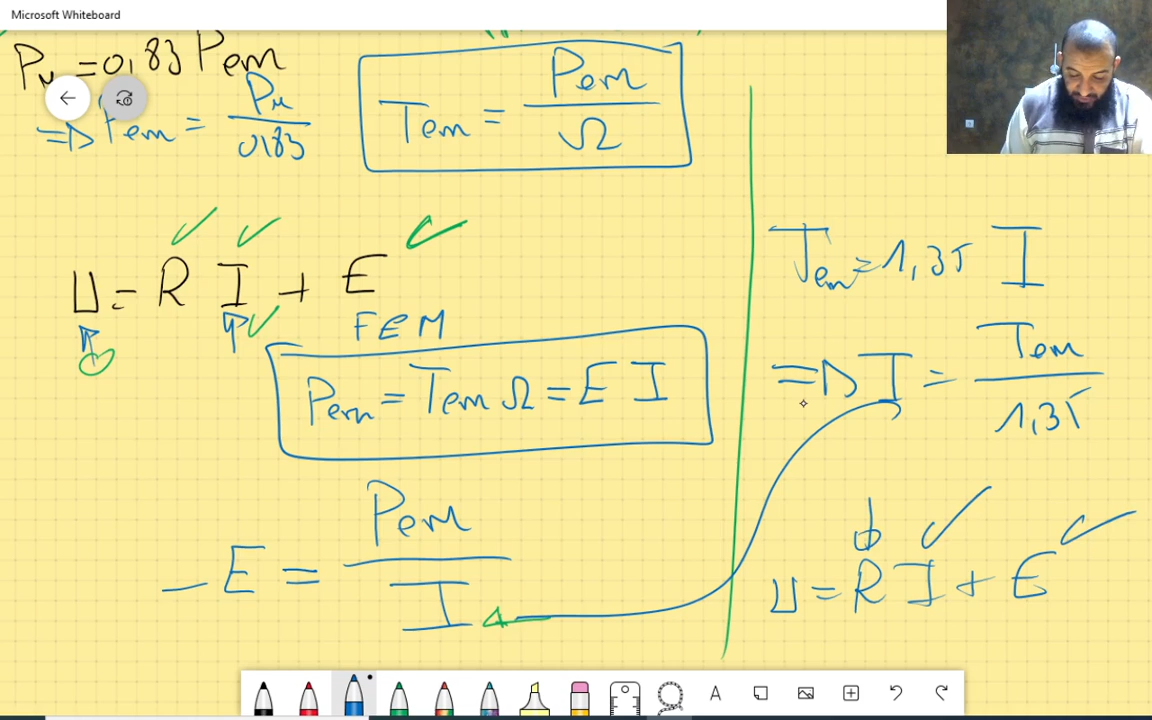 Microsoft Whiteboard
Pu = 0,83 Pem
=> Pem = Pu / 0,83
Tem = Pem / Ω
U = R I + E
FEM
Pem = Tem Ω = E I
E = Pem / I
Tem = 1,35 I
=> I = Tem / 1,35
U = R I + E
A